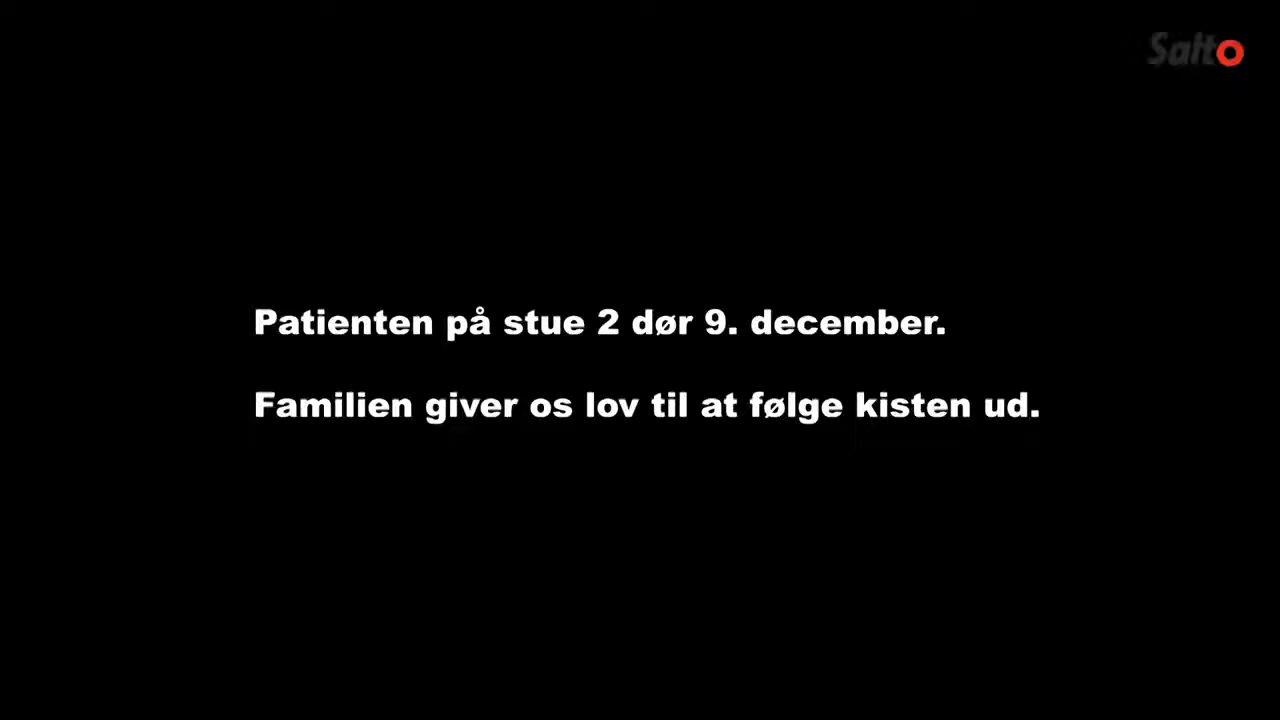 Salto
Patienten på stue 2 dør 9. december.
Familien giver os lov til at følge kisten ud.